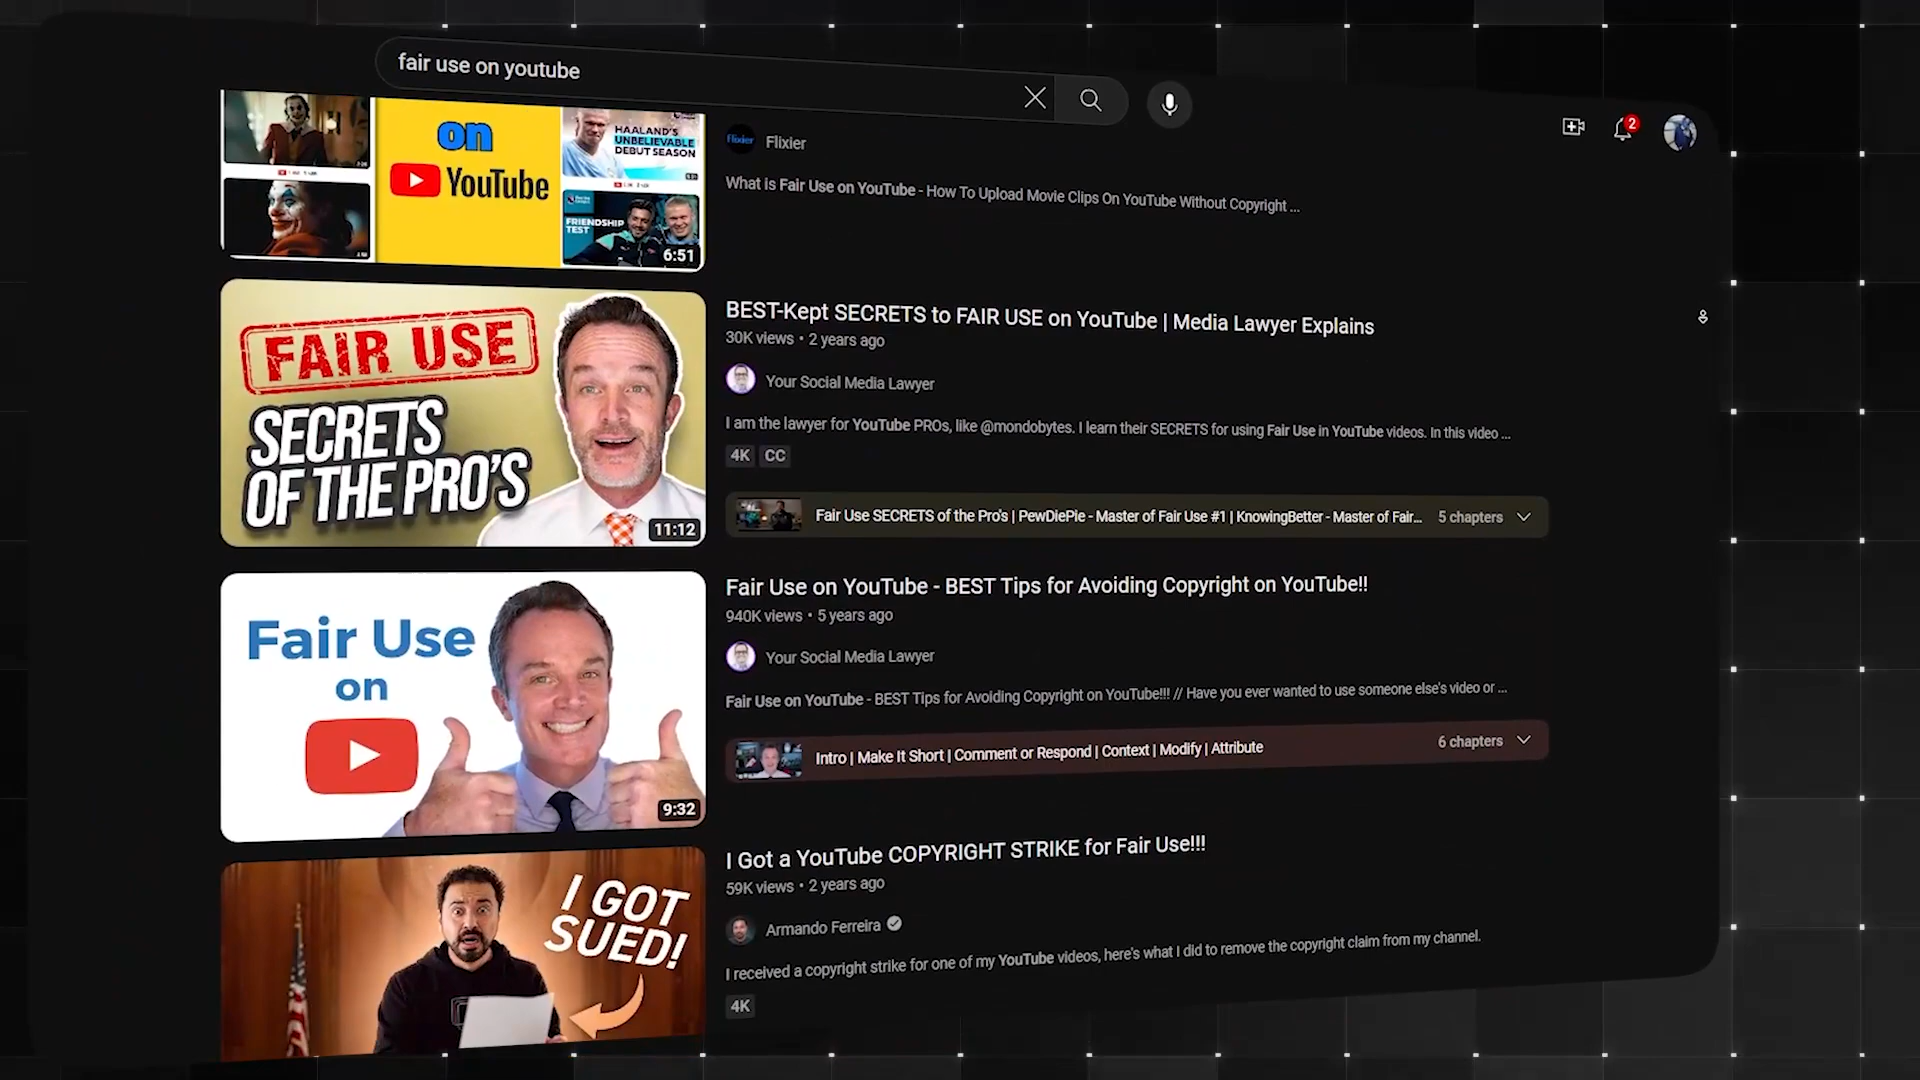 fair use on youtube
2
on
YouTube
HAALAND'S
UNBELIEVABLE
DEBUT SEASON
FRIENDSHIP
TEST
6:51
Flixier
Flixier
What is Fair Use on YouTube - How To Upload Movie Clips On YouTube Without Copyright ...
FAIR USE
SECRETS
OF THE PRO'S
11:12
BEST-Kept SECRETS to FAIR USE on YouTube | Media Lawyer Explains
30K views • 2 years ago
Your Social Media Lawyer
I am the lawyer for YouTube PROs, like @mondobytes. I learn their SECRETS for using Fair Use in YouTube videos. In this video ...
4K CC
Fair Use SECRETS of the Pro's | PewDiePie - Master of Fair Use #1 | KnowingBetter - Master of Fair... 5 chapters
Fair Use
on
9:32
Fair Use on YouTube - BEST Tips for Avoiding Copyright on YouTube!!
940K views • 5 years ago
Your Social Media Lawyer
Fair Use on YouTube - BEST Tips for Avoiding Copyright on YouTube!!! // Have you ever wanted to use someone else's video or ...
Intro | Make It Short | Comment or Respond | Context | Modify | Attribute 6 chapters
I GOT
SUED!
I Got a YouTube COPYRIGHT STRIKE for Fair Use!!!
59K views • 2 years ago
Armando Ferreira
I received a copyright strike for one of my YouTube videos, here's what I did to remove the copyright claim from my channel.
4K